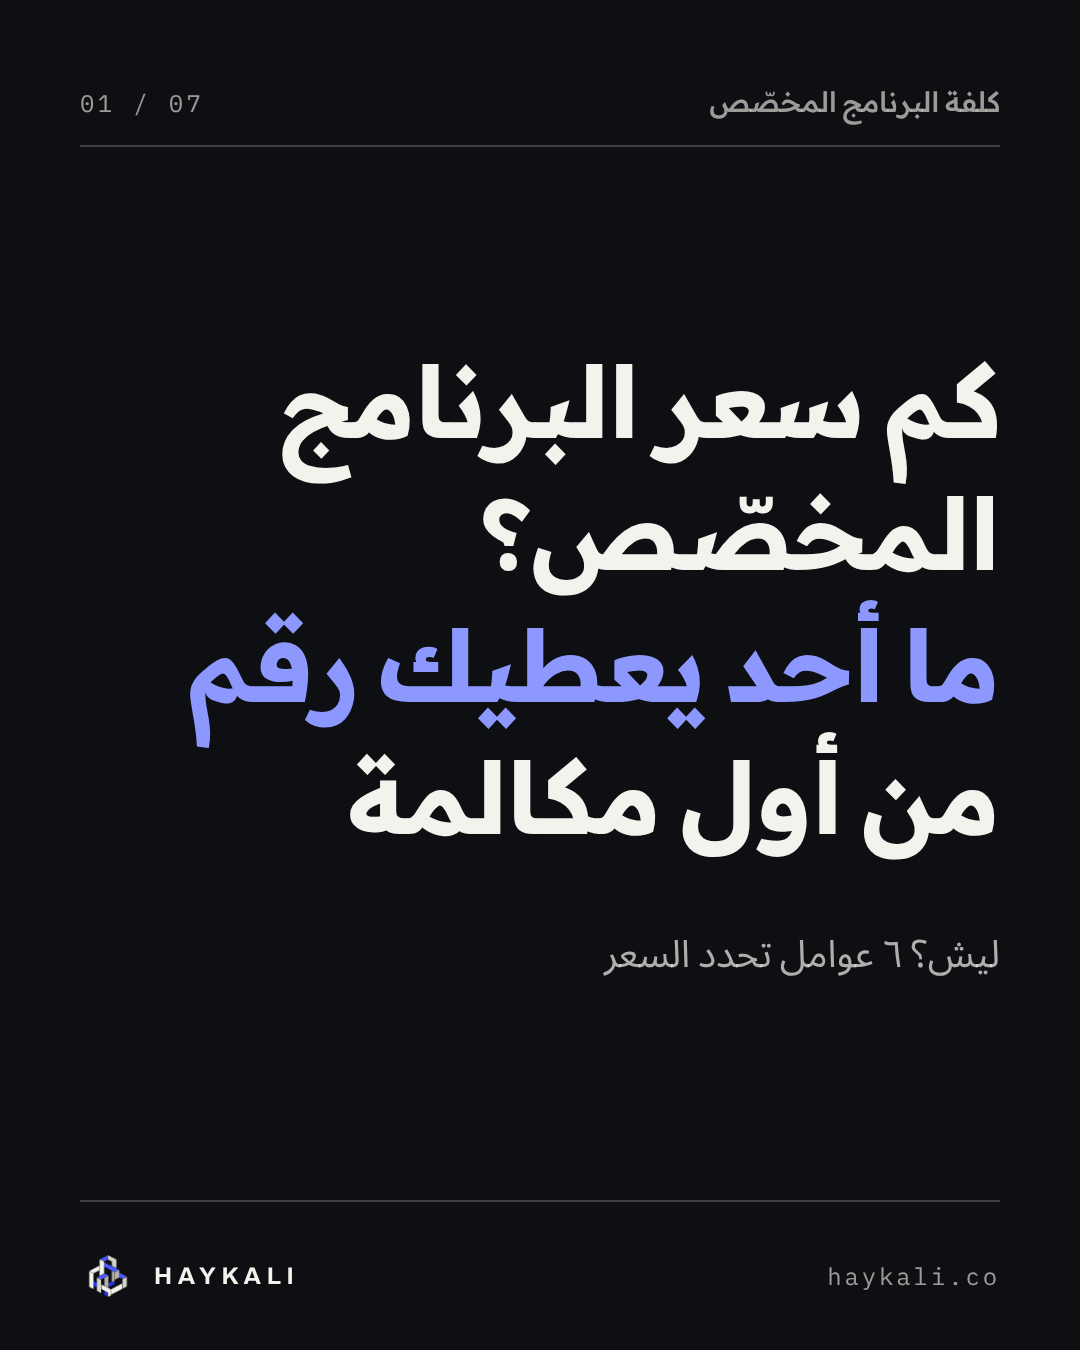 كلفة البرنامج المخصّص
01 / 07
كم سعر البرنامج
المخصّص؟
ما أحد يعطيك رقم
من أول مكالمة
ليش؟ ٦ عوامل تحدد السعر
HAYKALI
haykali.co